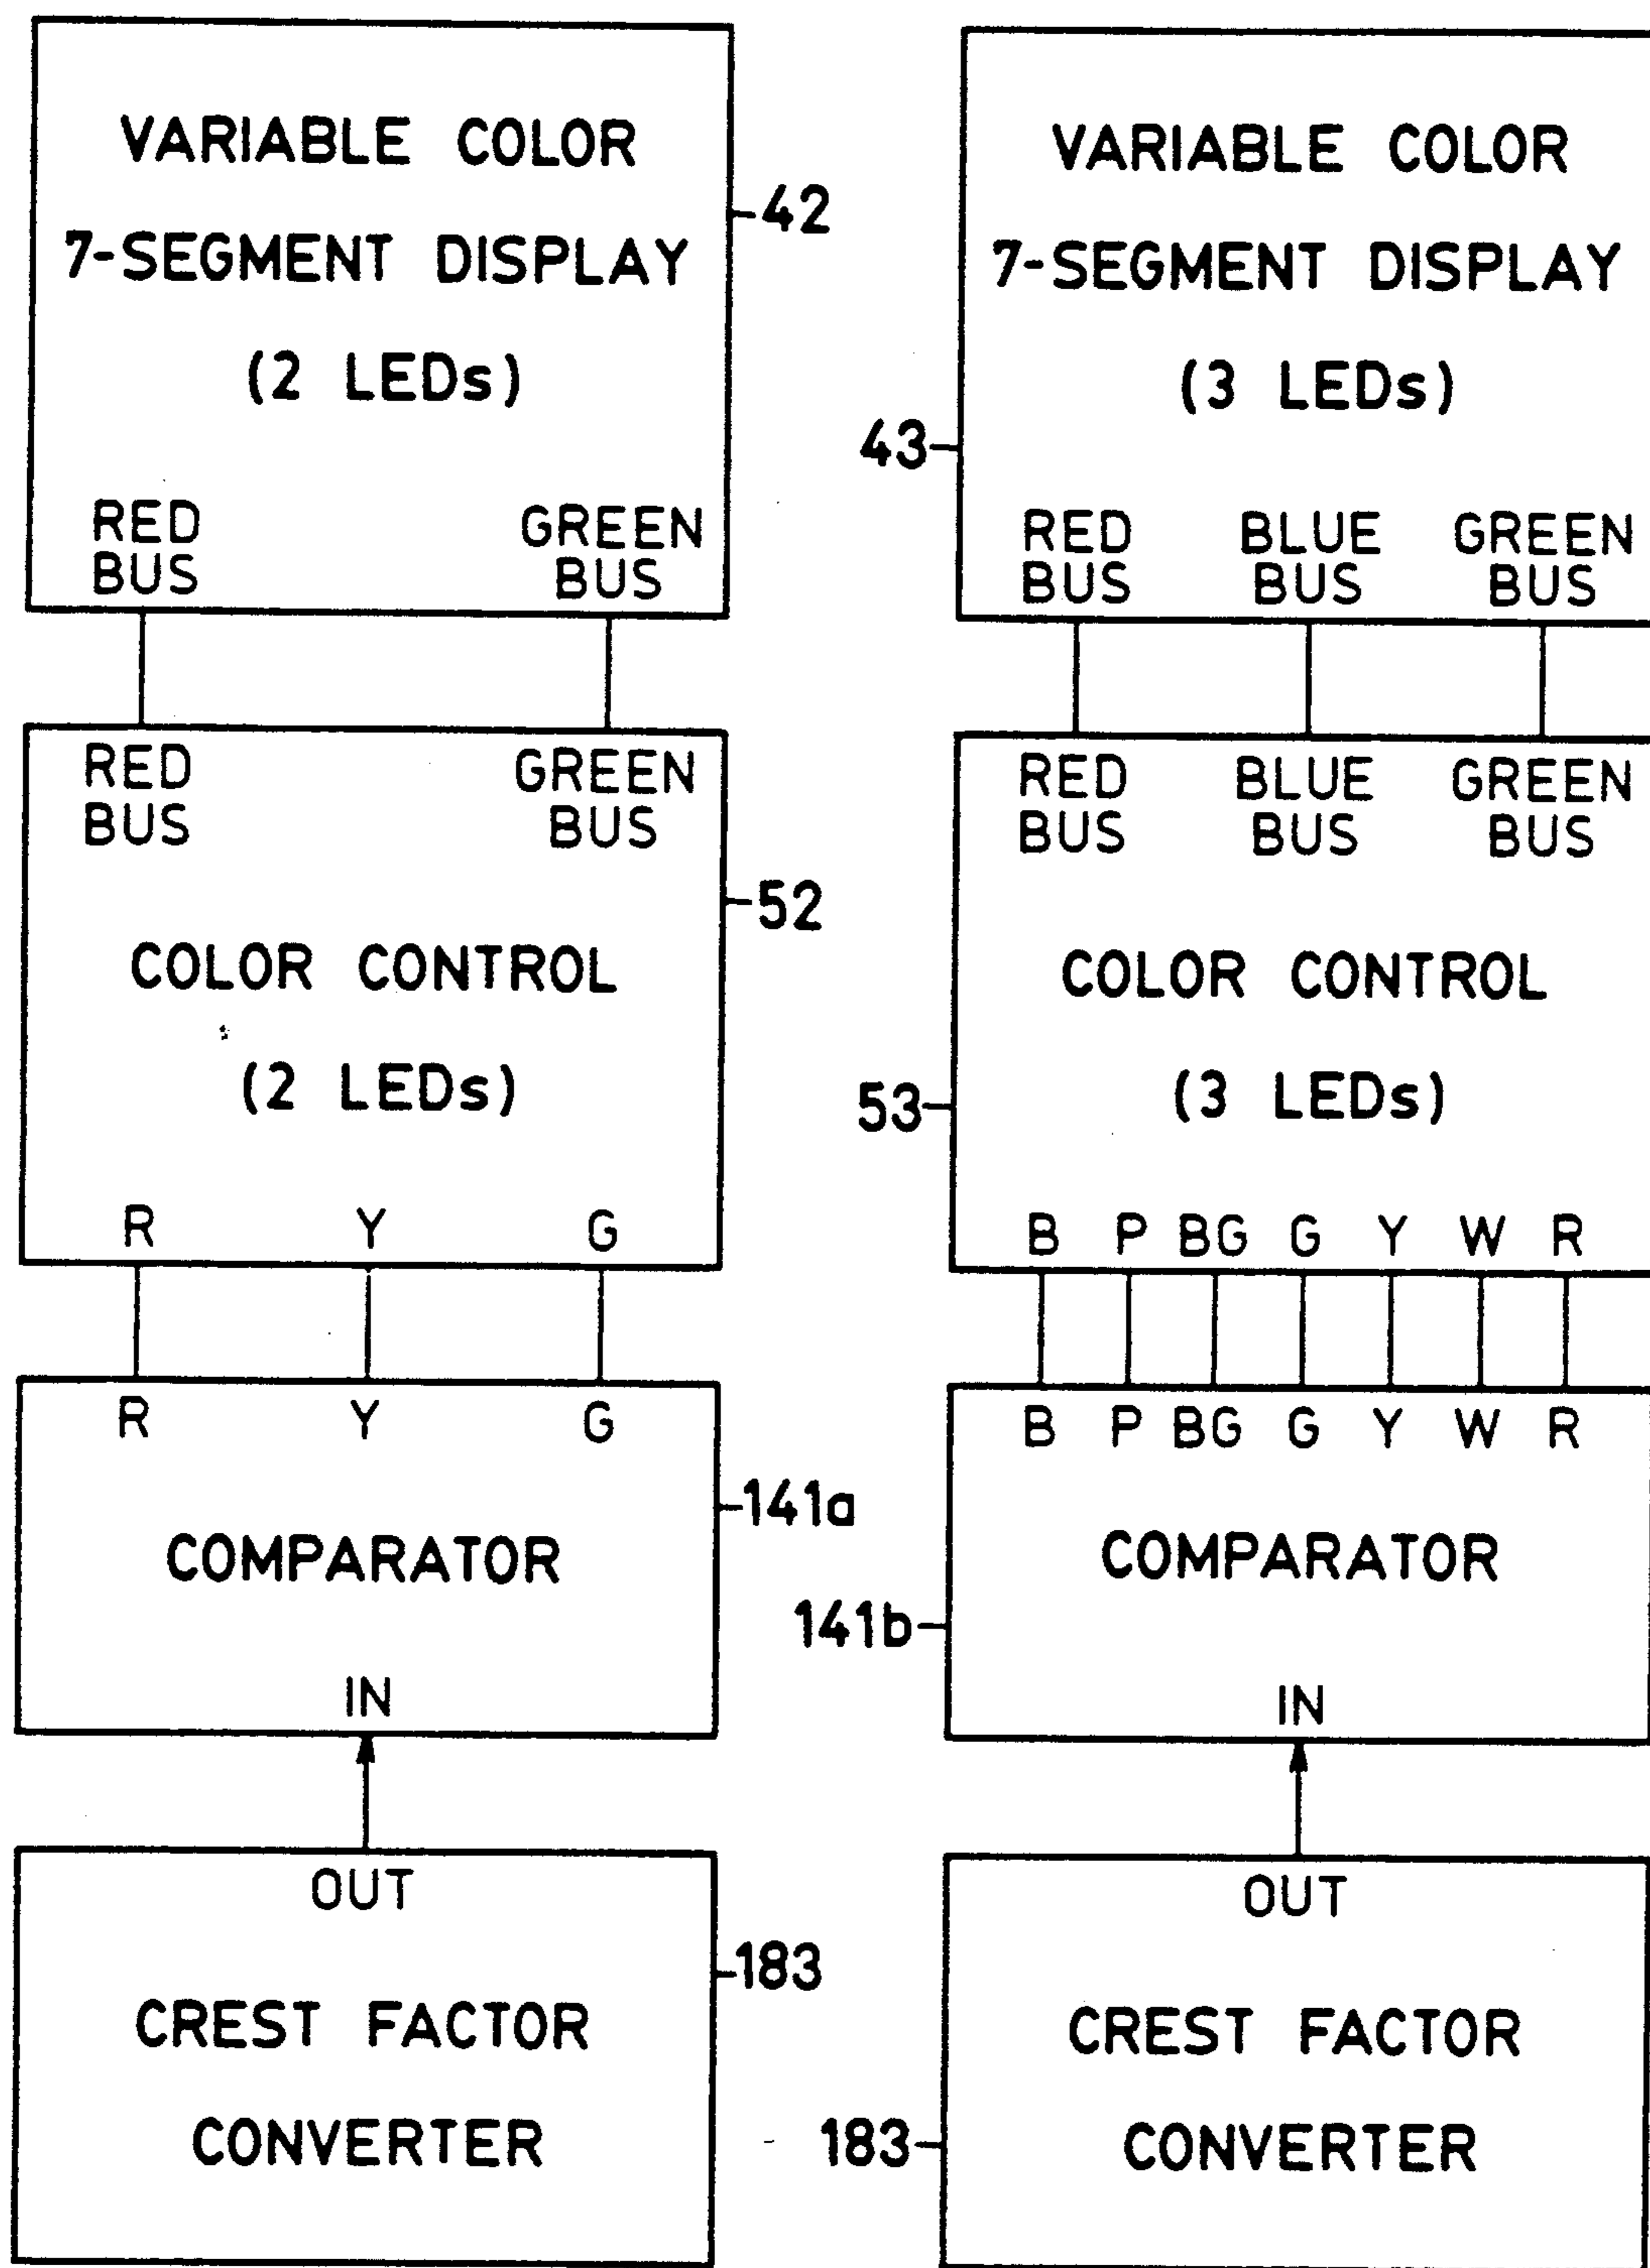 VARIABLE COLOR
7-SEGMENT DISPLAY
(2 LEDs)
42
RED BUS
GREEN BUS
RED BUS
GREEN BUS
52
COLOR CONTROL
(2 LEDs)
R Y G
R Y G
141a
COMPARATOR
IN
OUT
183
CREST FACTOR
CONVERTER
VARIABLE COLOR
7-SEGMENT DISPLAY
(3 LEDs)
43
RED BUS
BLUE BUS
GREEN BUS
RED BUS
BLUE BUS
GREEN BUS
COLOR CONTROL
53
(3 LEDs)
B P BG G Y W R
B P BG G Y W R
COMPARATOR
141b
IN
OUT
CREST FACTOR
183
CONVERTER